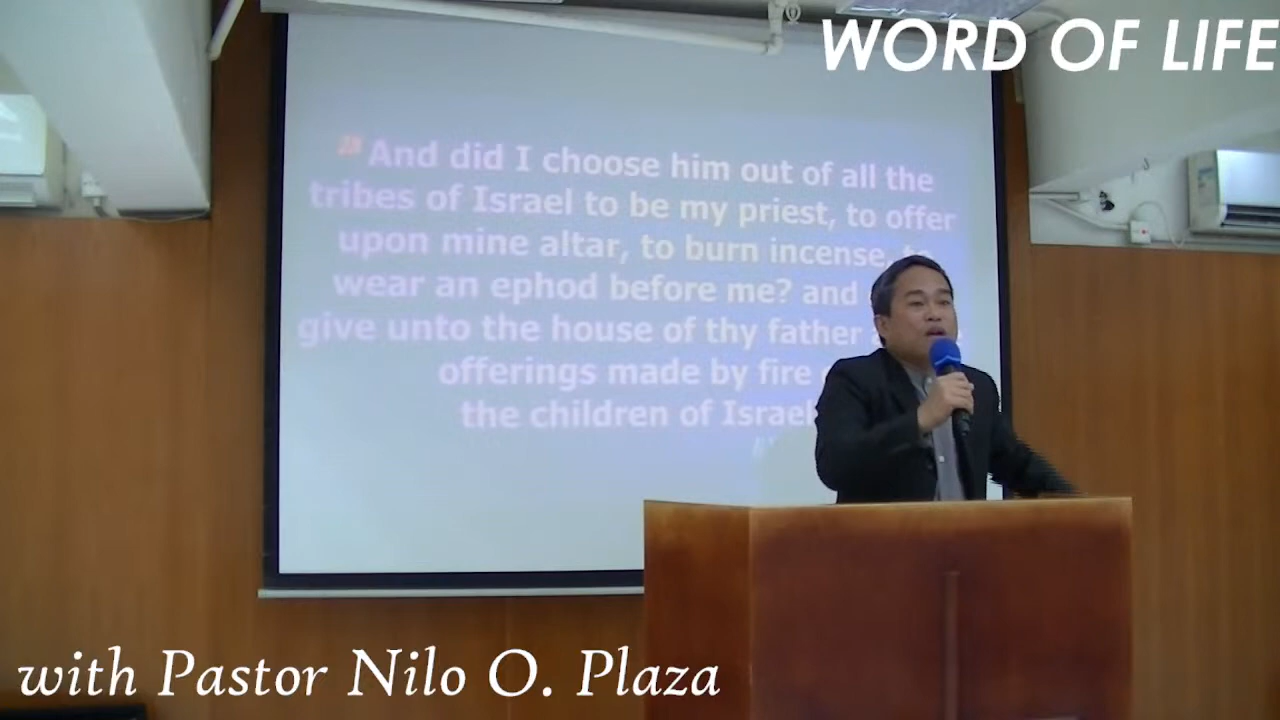 WORD OF LIFE
28 And did I choose him out of all the
tribes of Israel to be my priest, to offer
upon mine altar, to burn incense, to
wear an ephod before me? and
give unto the house of thy father
offerings made by fire
the children of Israel
with Pastor Nilo O. Plaza